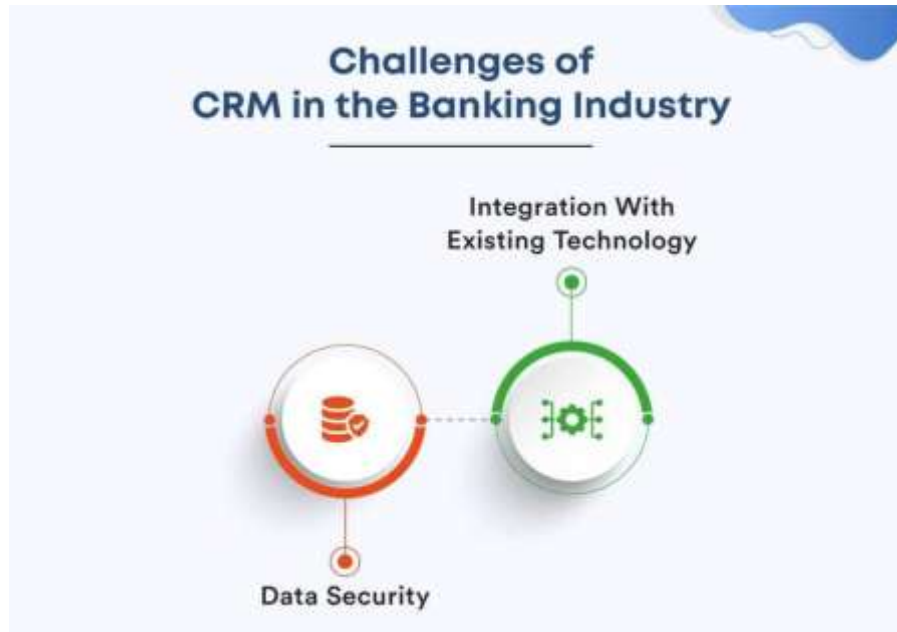 Challenges of
CRM in the Banking Industry
Integration With
Existing Technology
Data Security